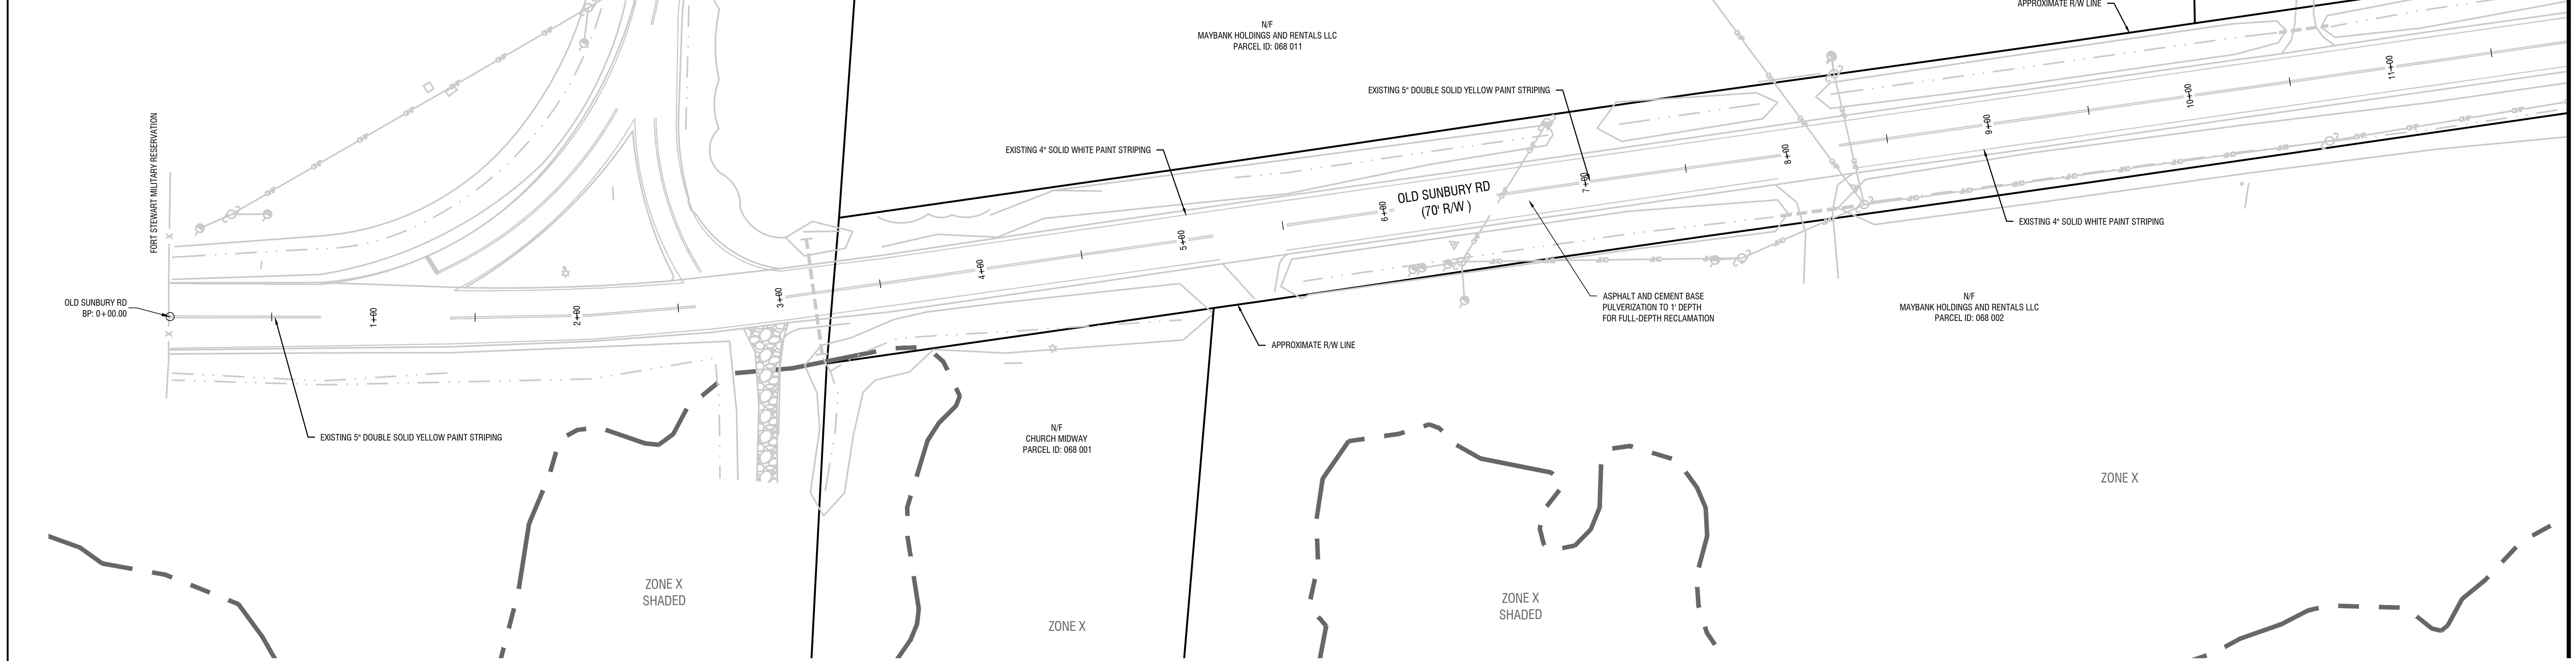 APPROXIMATE R/W LINE
N/F
MAYBANK HOLDINGS AND RENTALS LLC
PARCEL ID: 068 011
EXISTING 5" DOUBLE SOLID YELLOW PAINT STRIPING
EXISTING 4" SOLID WHITE PAINT STRIPING
FORT STEWART MILITARY RESERVATION
OLD SUNBURY RD
(70' R/W )
OLD SUNBURY RD
BP: 0+00.00
1+00
2+00
3+00
4+00
5+00
6+00
7+00
8+00
9+00
10+00
11+00
EXISTING 4" SOLID WHITE PAINT STRIPING
ASPHALT AND CEMENT BASE
PULVERIZATION TO 1' DEPTH
FOR FULL-DEPTH RECLAMATION
N/F
MAYBANK HOLDINGS AND RENTALS LLC
PARCEL ID: 068 002
APPROXIMATE R/W LINE
EXISTING 5" DOUBLE SOLID YELLOW PAINT STRIPING
N/F
CHURCH MIDWAY
PARCEL ID: 068 001
ZONE X
ZONE X
SHADED
ZONE X
ZONE X
SHADED